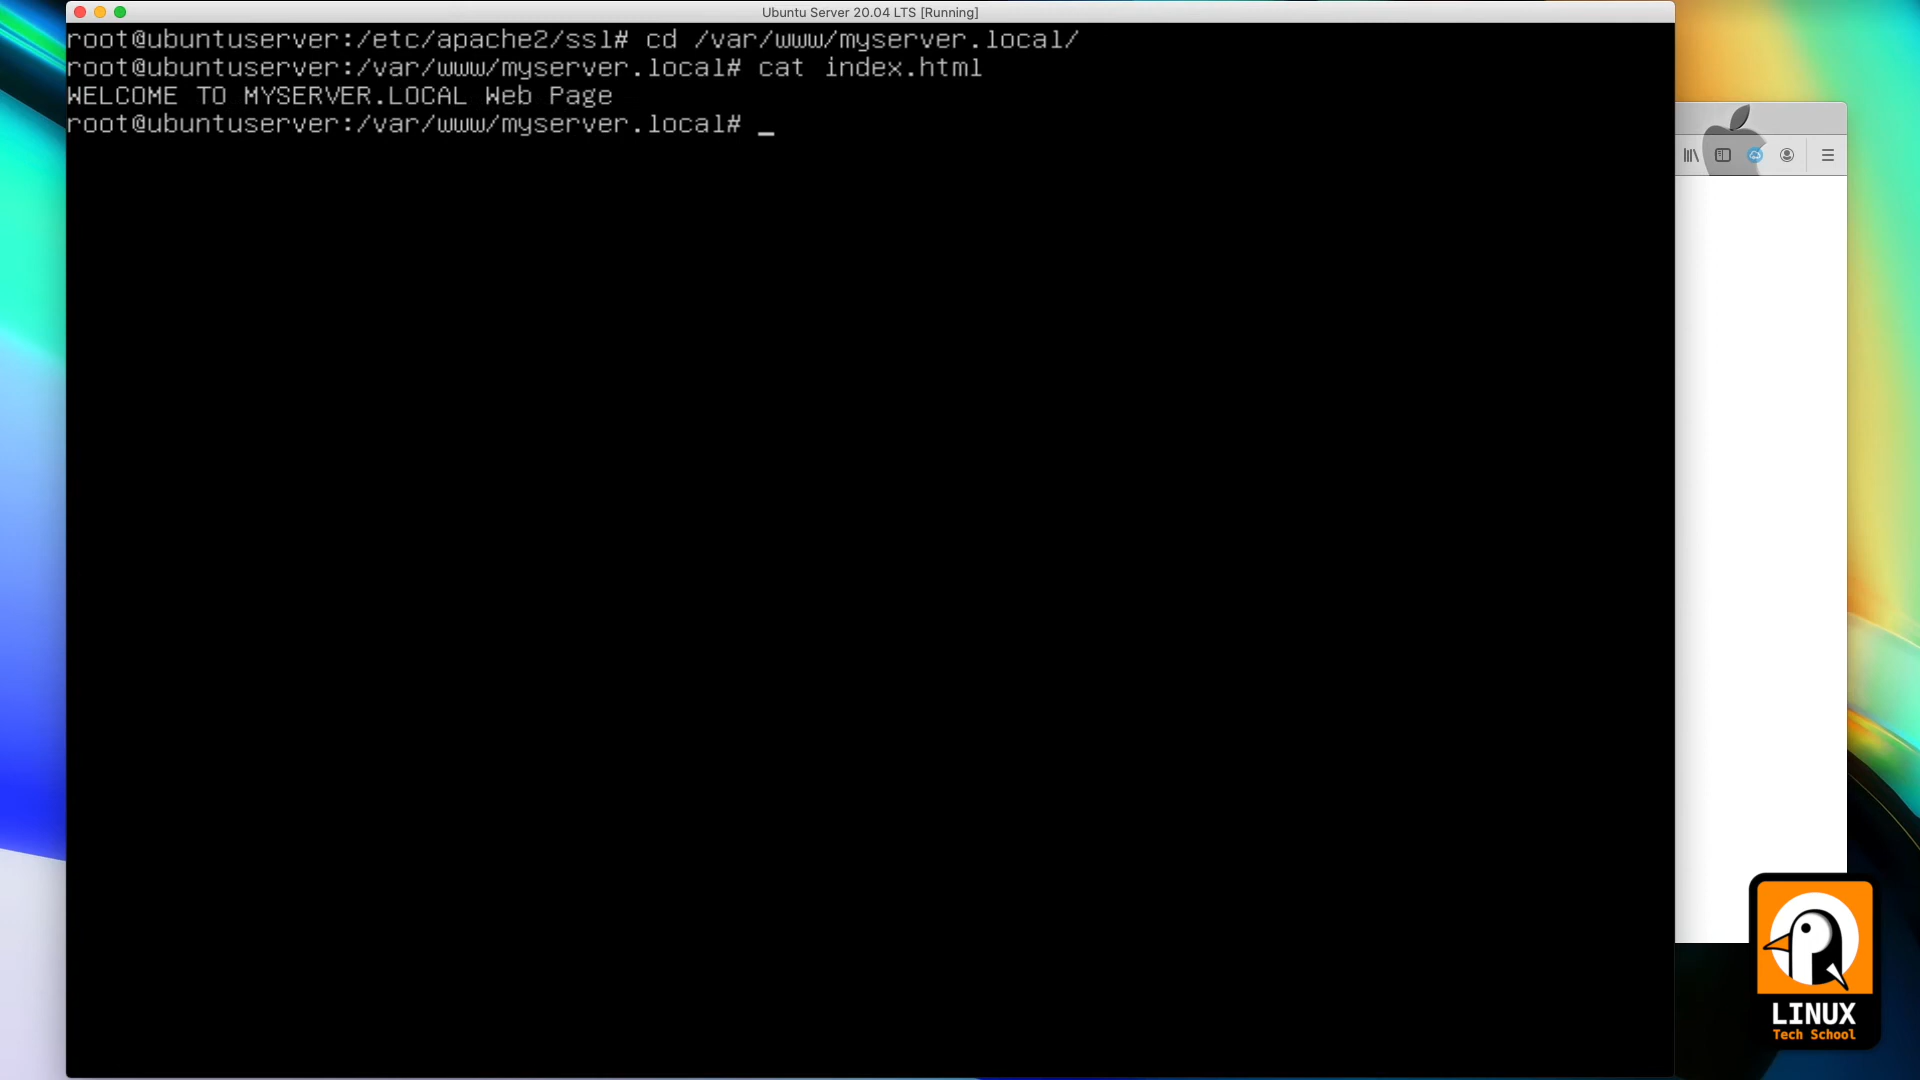 Ubuntu Server 20.04 LTS [Running]
root@ubuntuserver:/etc/apache2/ssl# cd /var/www/myserver.local/
root@ubuntuserver:/var/www/myserver.local# cat index.html
WELCOME TO MYSERVER.LOCAL Web Page
root@ubuntuserver:/var/www/myserver.local# _
LINUX
Tech School